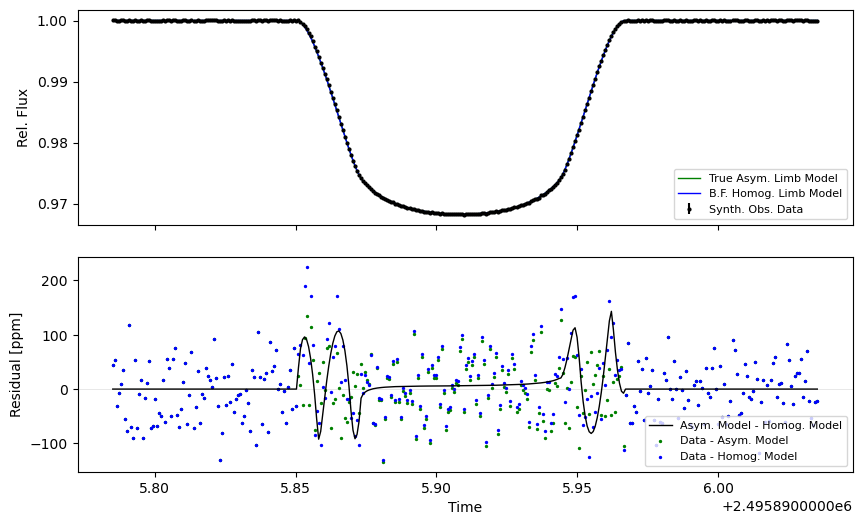 1.00
0.99
0.98
0.97
Rel. Flux
True Asym. Limb Model
B.F. Homog. Limb Model
Synth. Obs. Data
200
100
0
−100
Residual [ppm]
Asym. Model - Homog. Model
Data - Asym. Model
Data - Homog. Model
5.80 5.85 5.90 5.95 6.00
Time
+2.4958900000e6